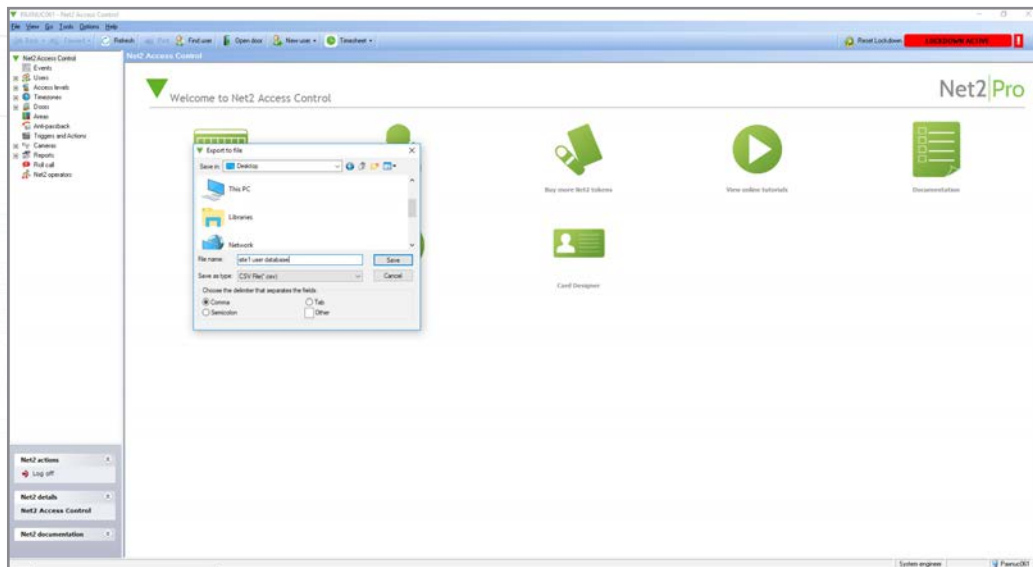 Net2 Access Control
File View Go Tools Options Help
Refresh Print Find user Open door New user Timesheet Reset Lockdown LOCKDOWN ACTIVE
Net2 Access Control
Net2 Access Control
Events
Users
Access levels
Timezones
Doors
Areas
Anti-passback
Triggers and Actions
Cameras
Reports
Roll call
Net2 operators
Welcome to Net2 Access Control
Net2 Pro
Export to file
Save in: Desktop
This PC
Libraries
Network
File name: site1 user database
Save
Save as type: CSV File(*.csv)
Cancel
Choose the delimiter that separates the fields:
Comma
Tab
Semicolon
Other
Buy more Net2 tokens
View online tutorials
Documentation
Card Designer
Net2 actions
Log off
Net2 details
Net2 Access Control
Net2 documentation
System engineer